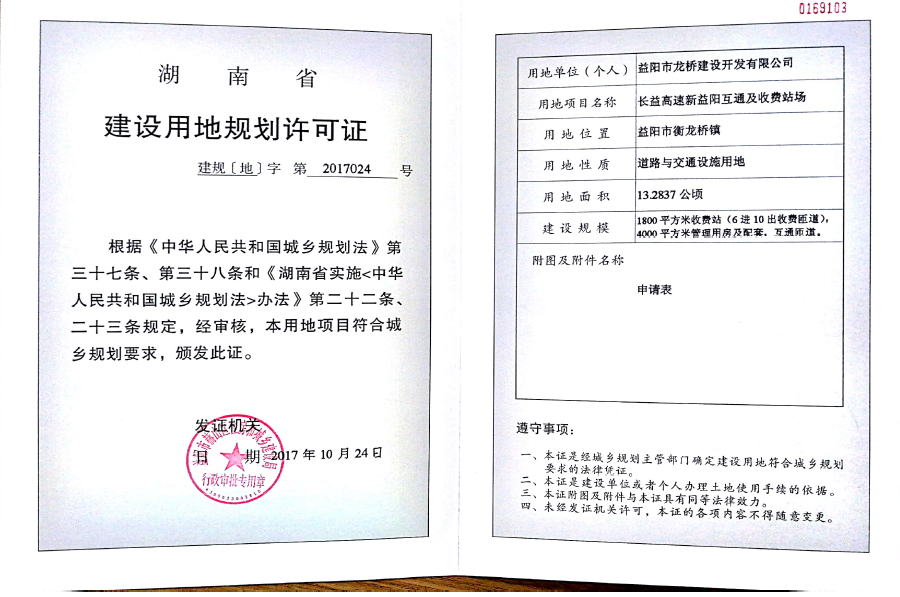 湖南省
建设用地规划许可证
建规〔地〕字 第 2017024 号
根据《中华人民共和国城乡规划法》第
三十七条、第三十八条和《湖南省实施<中华
人民共和国城乡规划法>办法》第二十二条、
二十三条规定，经审核，本用地项目符合城
乡规划要求，颁发此证。
发证机关
日 期 2017 年 10 月 24 日
行政审批专用章
0169103
用地单位（个人） 益阳市龙桥建设开发有限公司
用地项目名称 长益高速新益阳互通及收费站场
用地位置 益阳市衡龙桥镇
用地性质 道路与交通设施用地
用地面积 13.2837 公顷
建设规模 1800 平方米收费站（6 进 10 出收费匝道），
4000 平方米管理用房及配套，互通匝道。
附图及附件名称
申请表
遵守事项：
一、本证是经城乡规划主管部门确定建设用地符合城乡规划
要求的法律凭证。
二、本证是建设单位或者个人办理土地使用手续的依据。
三、本证附图及附件与本证具有同等法律效力。
四、未经发证机关许可，本证的各项内容不得随意变更。